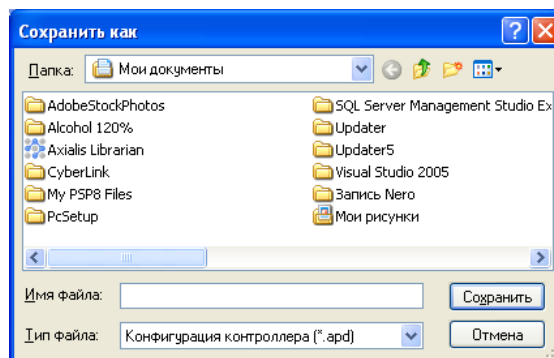 Сохранить как
Папка: Мои документы
AdobeStockPhotos
Alcohol 120%
Axialis Librarian
CyberLink
My PSP8 Files
PcSetup
SQL Server Management Studio Ex
Updater
Updater5
Visual Studio 2005
Запись Nero
Мои рисунки
Имя файла:
Сохранить
Тип файла: Конфигурация контроллера (*.apd)
Отмена